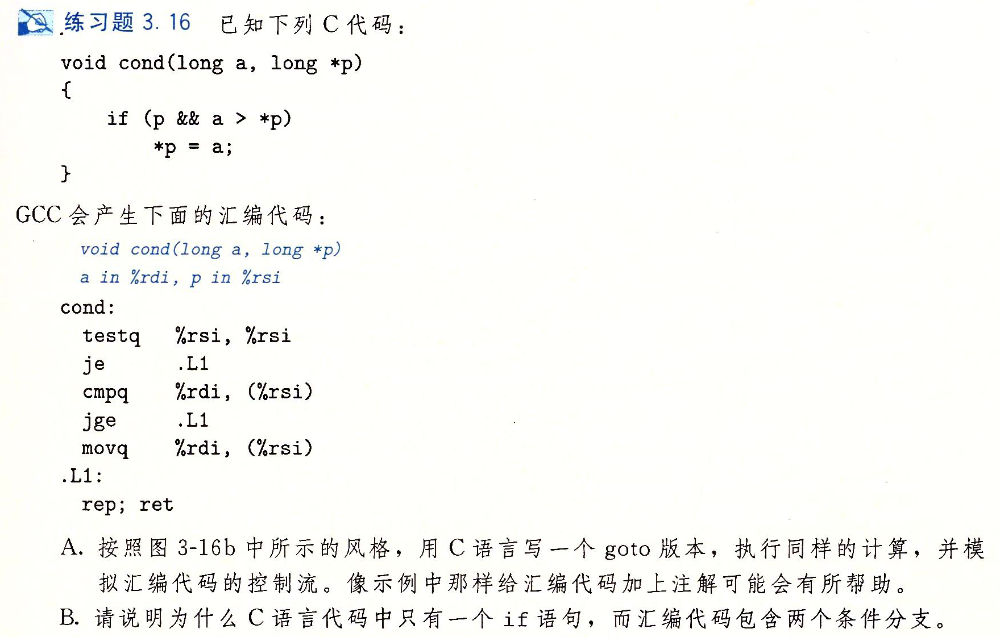 练习题 3.16 已知下列 C 代码：
void cond(long a, long *p)
{
    if (p && a > *p)
        *p = a;
}
GCC 会产生下面的汇编代码：
void cond(long a, long *p)
a in %rdi, p in %rsi
cond:
  testq   %rsi, %rsi
  je      .L1
  cmpq    %rdi, (%rsi)
  jge     .L1
  movq    %rdi, (%rsi)
.L1:
  rep; ret
A. 按照图 3-16b 中所示的风格，用 C 语言写一个 goto 版本，执行同样的计算，并模
拟汇编代码的控制流。像示例中那样给汇编代码加上注解可能会有所帮助。
B. 请说明为什么 C 语言代码中只有一个 if 语句，而汇编代码包含两个条件分支。